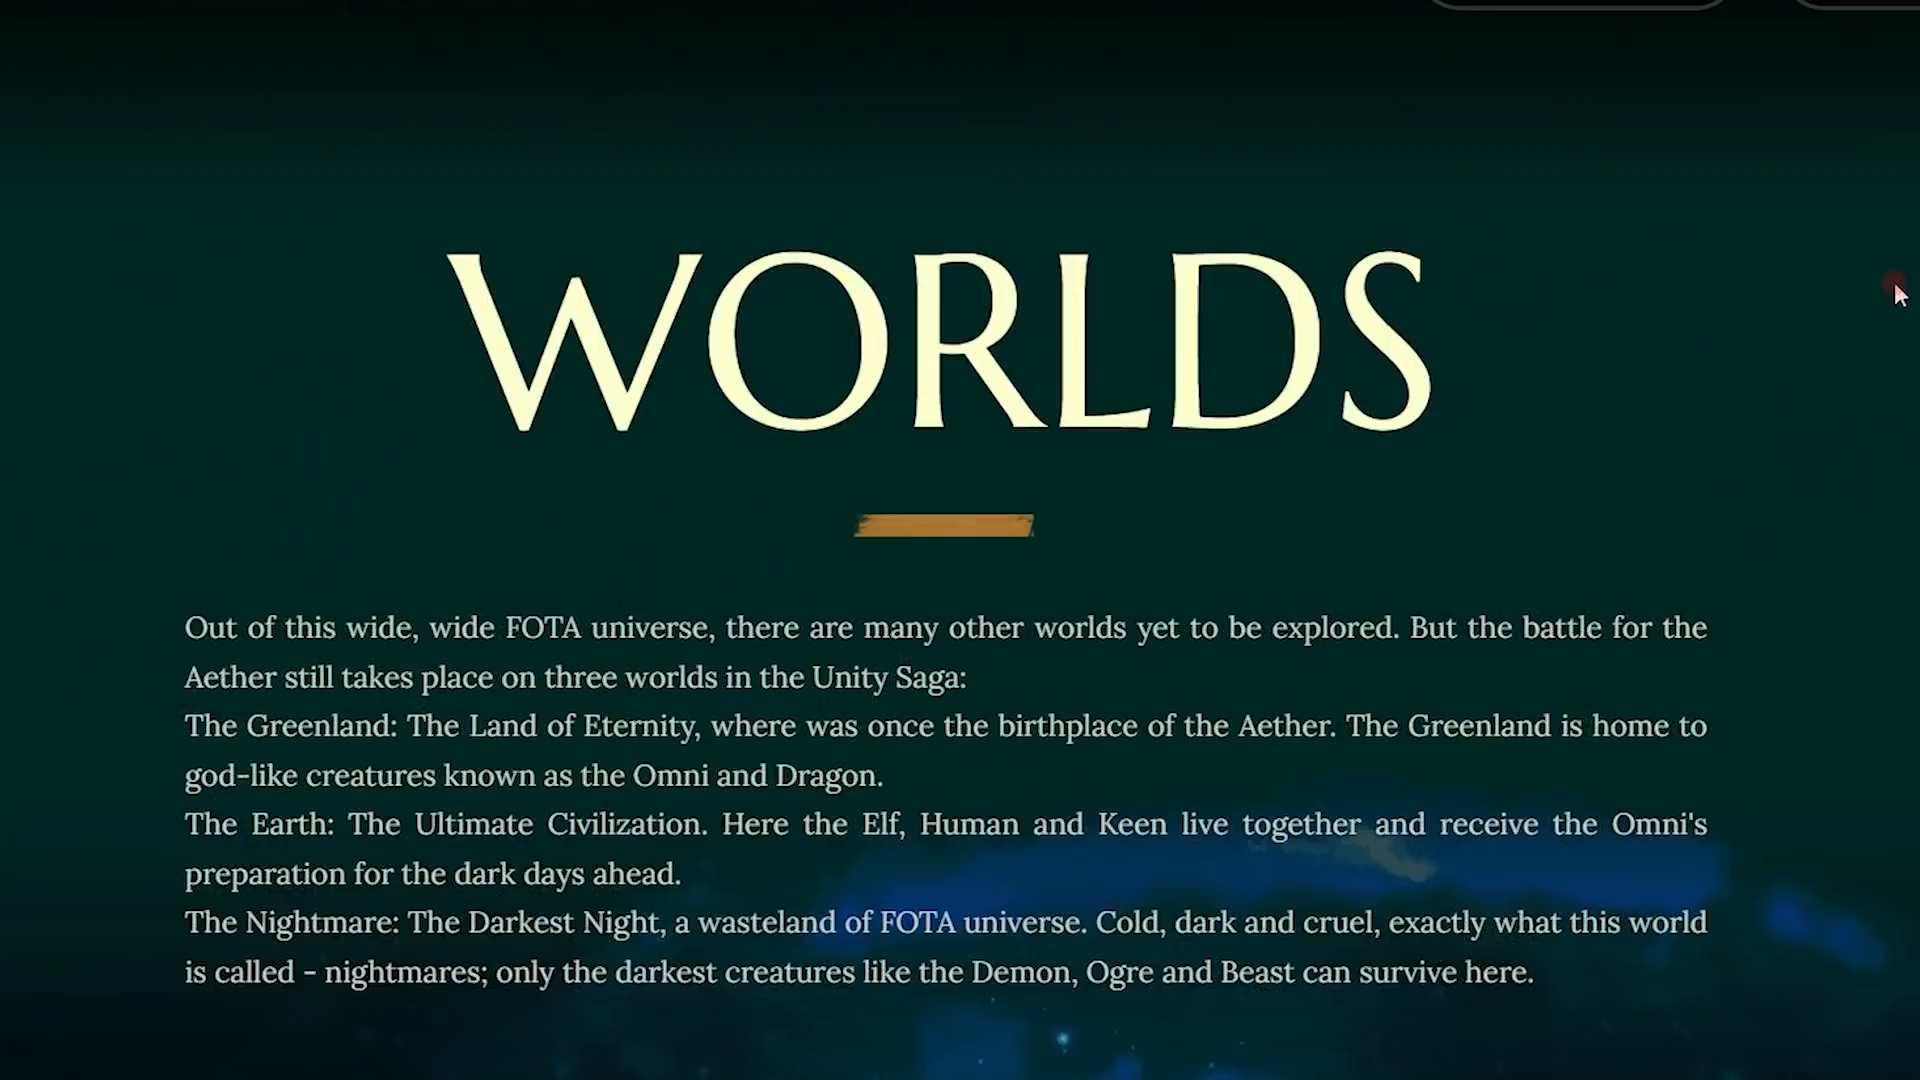 WORLDS
Out of this wide, wide FOTA universe, there are many other worlds yet to be explored. But the battle for the
Aether still takes place on three worlds in the Unity Saga:
The Greenland: The Land of Eternity, where was once the birthplace of the Aether. The Greenland is home to
god-like creatures known as the Omni and Dragon.
The Earth: The Ultimate Civilization. Here the Elf, Human and Keen live together and receive the Omni's
preparation for the dark days ahead.
The Nightmare: The Darkest Night, a wasteland of FOTA universe. Cold, dark and cruel, exactly what this world
is called - nightmares; only the darkest creatures like the Demon, Ogre and Beast can survive here.